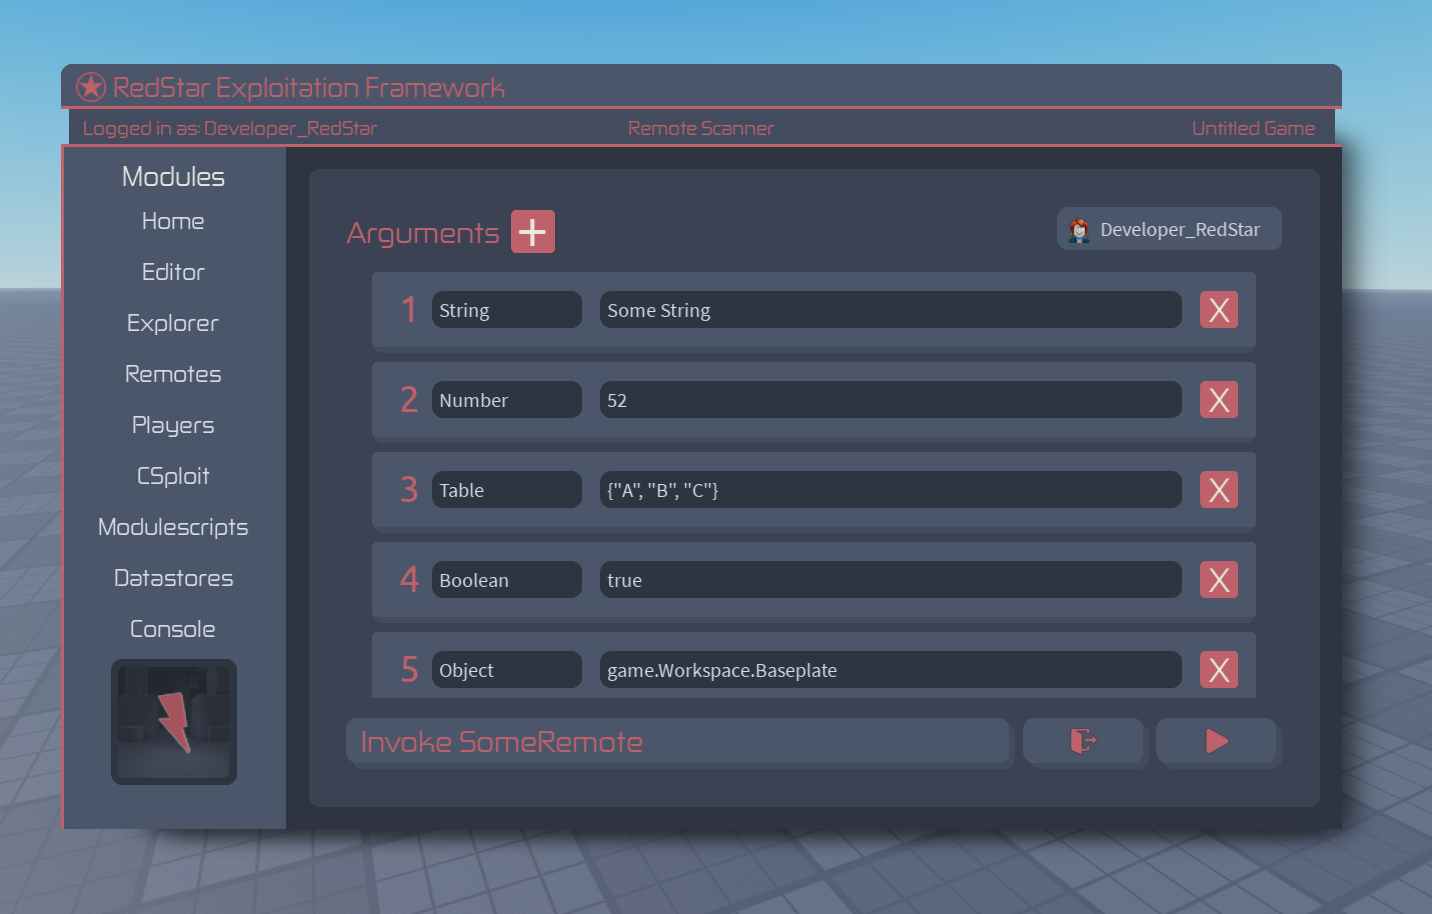 RedStar Exploitation Framework
Logged in as: Developer_RedStar
Remote Scanner
Untitled Game
Modules
Home
Editor
Explorer
Remotes
Players
CSploit
Modulescripts
Datastores
Console
Arguments +
Developer_RedStar
1 String Some String X
2 Number 52 X
3 Table {"A", "B", "C"} X
4 Boolean true X
5 Object game.Workspace.Baseplate X
Invoke SomeRemote